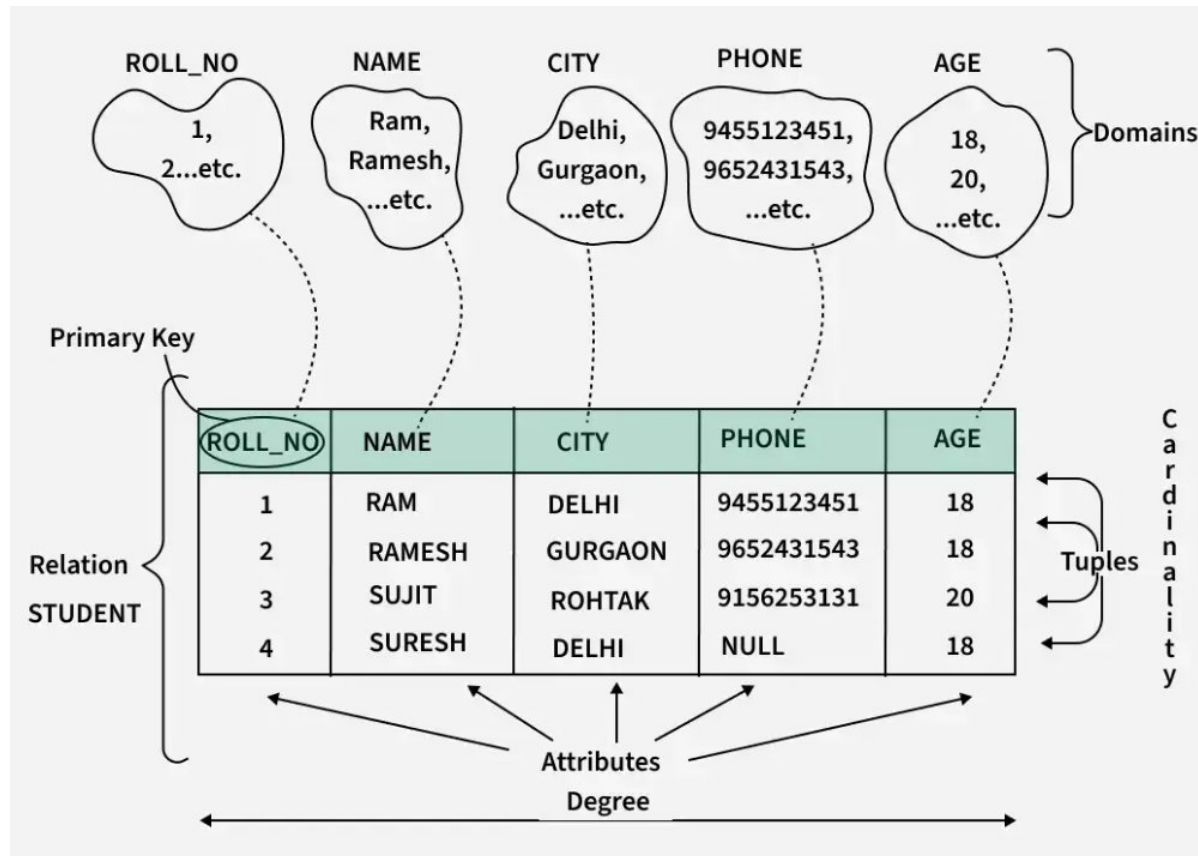 ROLL_NO NAME CITY PHONE AGE
1,
2...etc.
Ram,
Ramesh,
...etc.
Delhi,
Gurgaon,
...etc.
9455123451,
9652431543,
...etc.
18,
20,
...etc.
Domains
Primary Key
ROLL_NO NAME CITY PHONE AGE
1 RAM DELHI 9455123451 18
2 RAMESH GURGAON 9652431543 18
3 SUJIT ROHTAK 9156253131 20
4 SURESH DELHI NULL 18
Relation
STUDENT
Tuples
Cardinality
Attributes
Degree